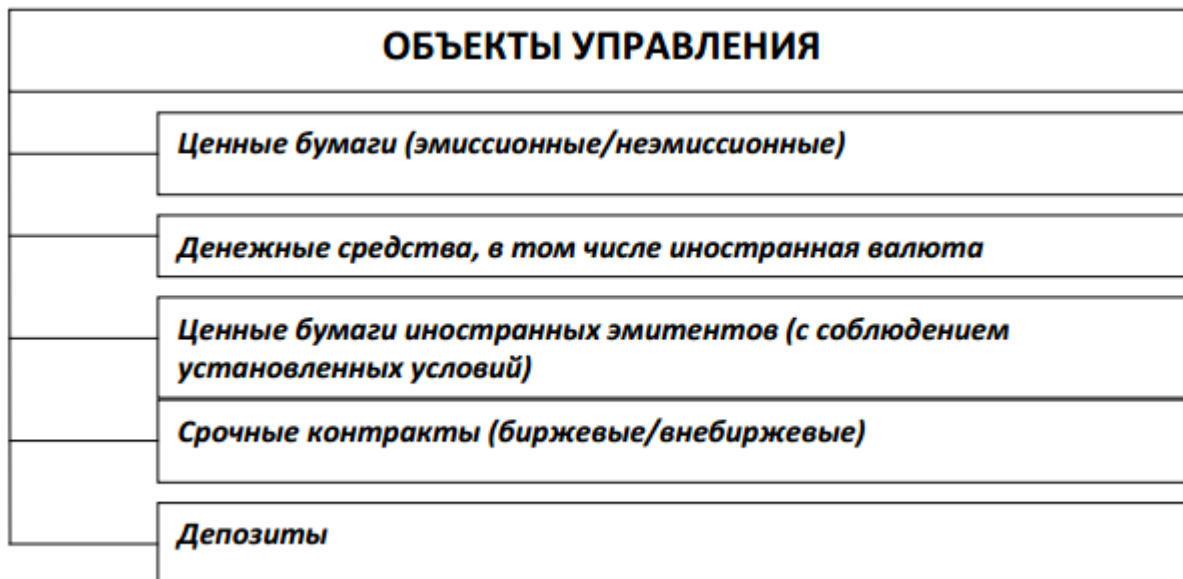 ОБЪЕКТЫ УПРАВЛЕНИЯ
Ценные бумаги (эмиссионные/неэмиссионные)
Денежные средства, в том числе иностранная валюта
Ценные бумаги иностранных эмитентов (с соблюдением
установленных условий)
Срочные контракты (биржевые/внебиржевые)
Депозиты